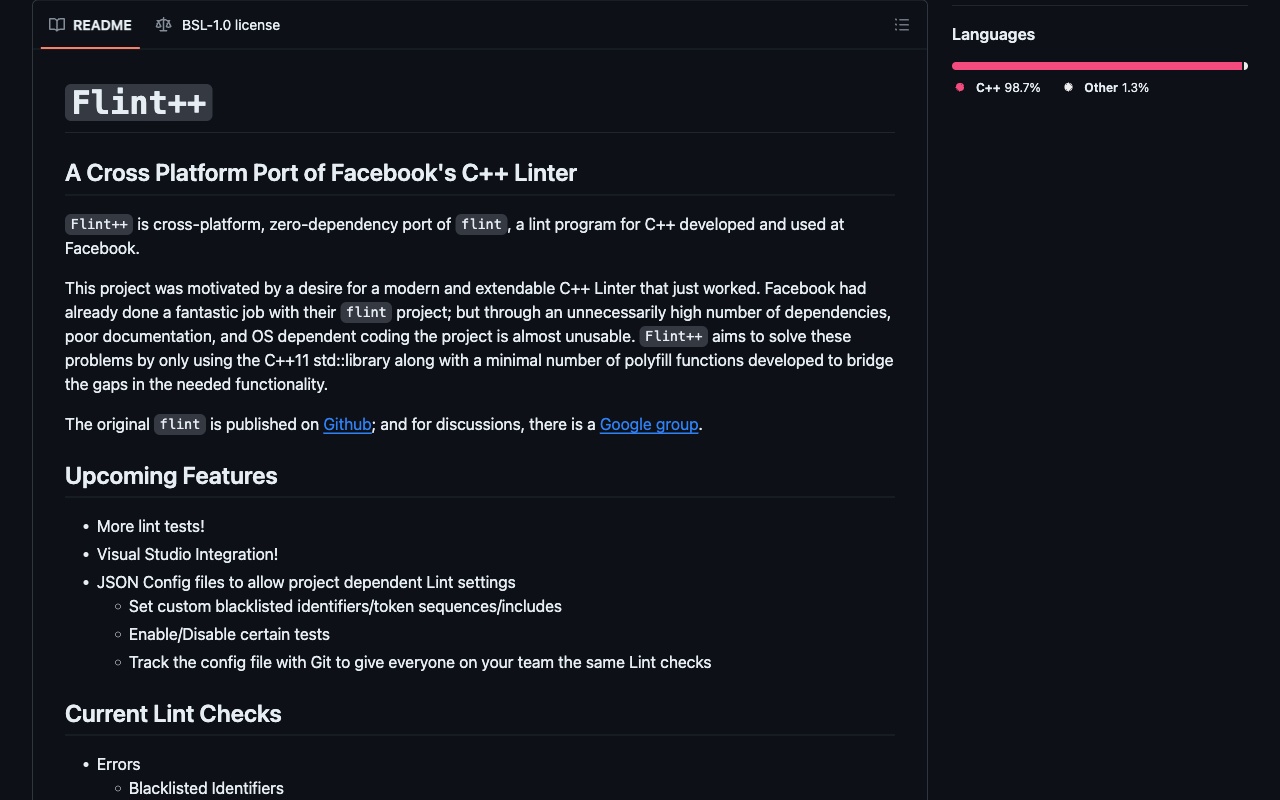 README
BSL-1.0 license
Flint++
A Cross Platform Port of Facebook's C++ Linter
Flint++ is cross-platform, zero-dependency port of flint, a lint program for C++ developed and used at
Facebook.
This project was motivated by a desire for a modern and extendable C++ Linter that just worked. Facebook had
already done a fantastic job with their flint project; but through an unnecessarily high number of dependencies,
poor documentation, and OS dependent coding the project is almost unusable. Flint++ aims to solve these
problems by only using the C++11 std::library along with a minimal number of polyfill functions developed to bridge
the gaps in the needed functionality.
The original flint is published on Github; and for discussions, there is a Google group.
Upcoming Features
• More lint tests!
• Visual Studio Integration!
• JSON Config files to allow project dependent Lint settings
○ Set custom blacklisted identifiers/token sequences/includes
○ Enable/Disable certain tests
○ Track the config file with Git to give everyone on your team the same Lint checks
Current Lint Checks
• Errors
○ Blacklisted Identifiers
Languages
C++ 98.7%
Other 1.3%